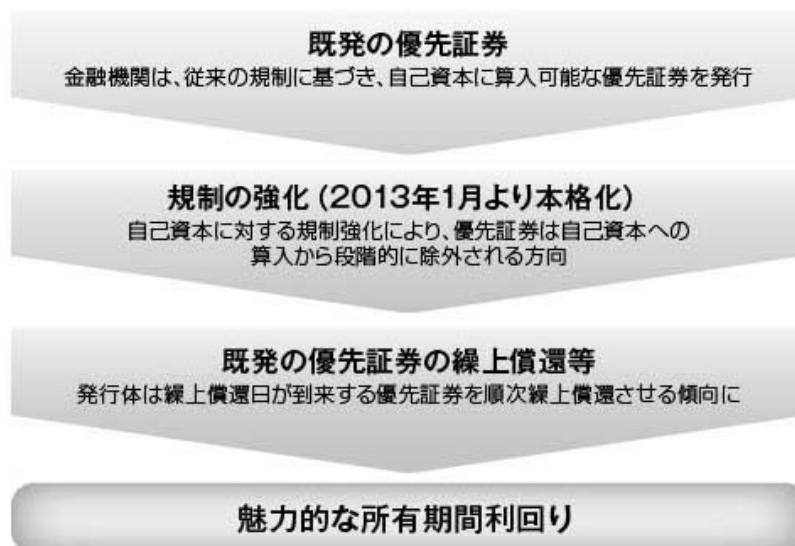 既発の優先証券
金融機関は、従来の規制に基づき、自己資本に算入可能な優先証券を発行
規制の強化(2013年1月より本格化)
自己資本に対する規制強化により、優先証券は自己資本への
算入から段階的に除外される方向
既発の優先証券の繰上償還等
発行体は繰上償還日が到来する優先証券を順次繰上償還させる傾向に
魅力的な所有期間利回り